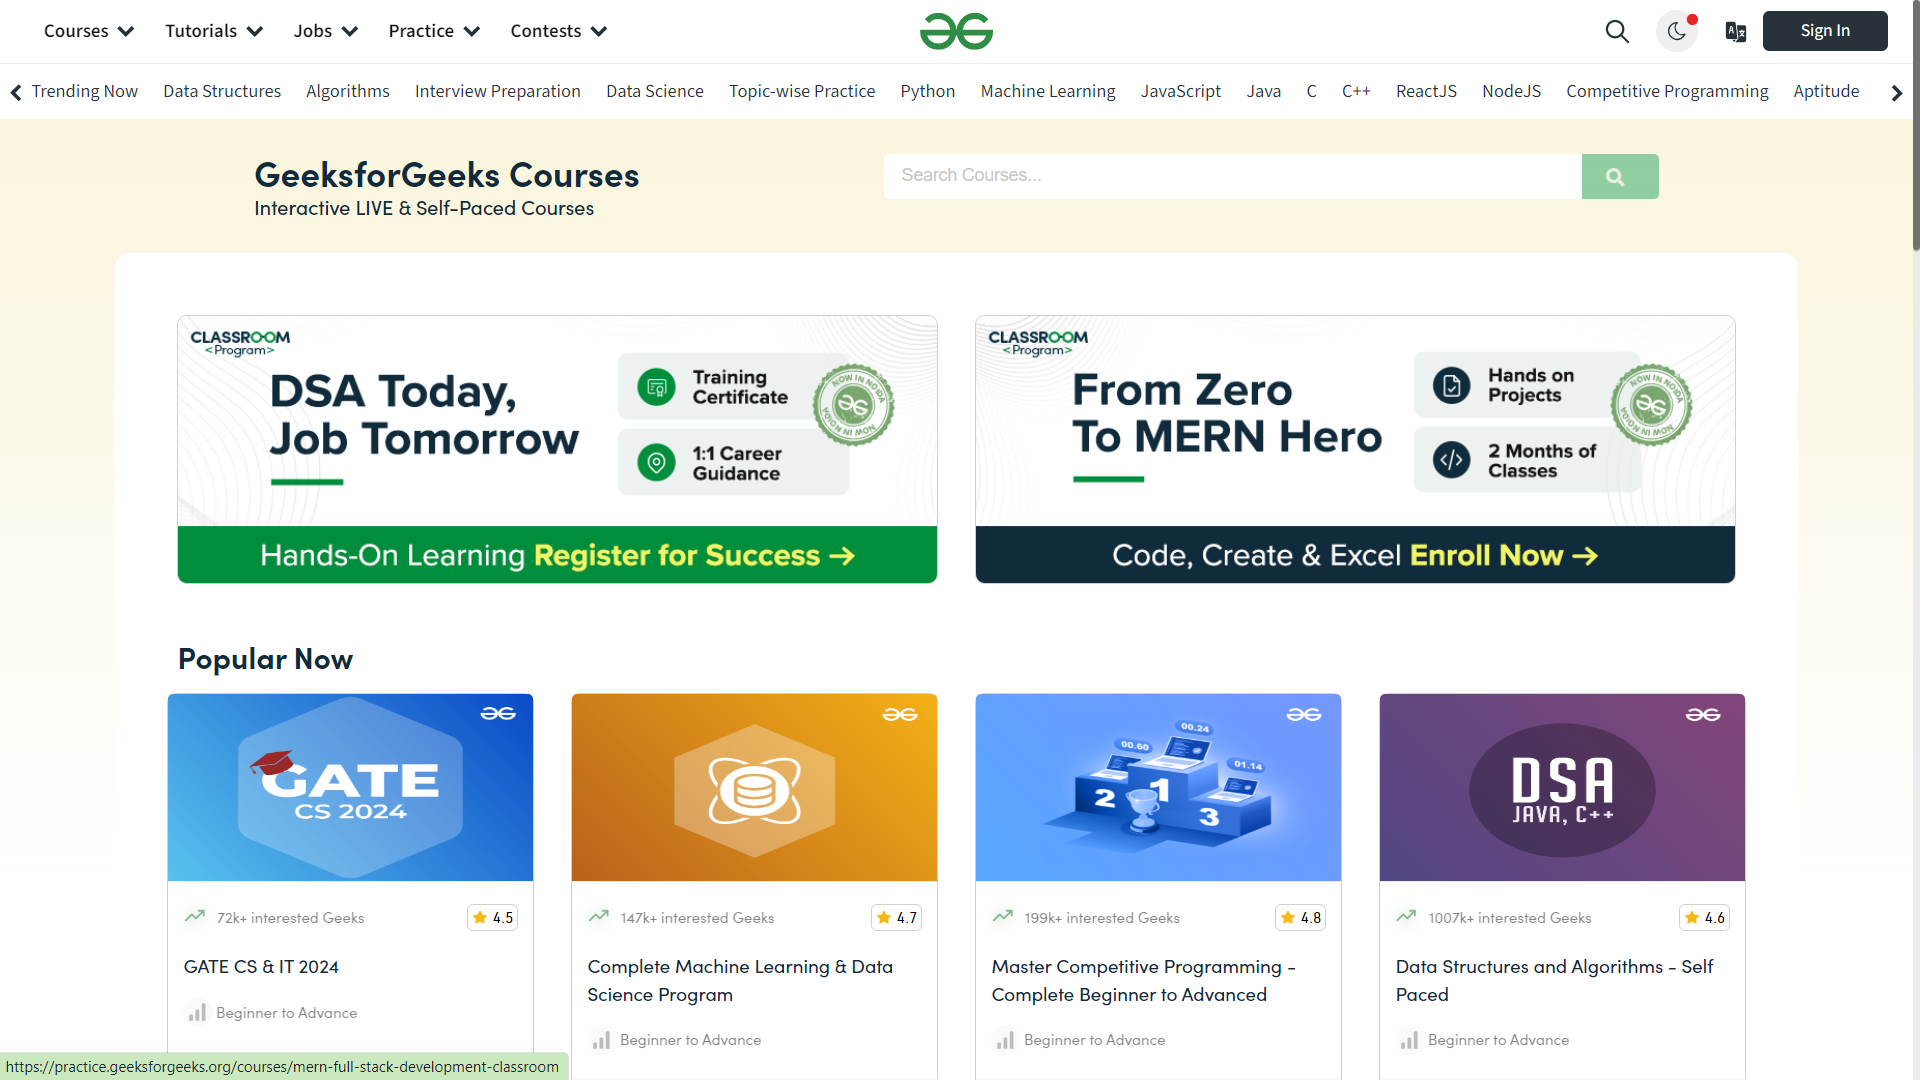 Courses Tutorials Jobs Practice Contests Sign In
Trending Now Data Structures Algorithms Interview Preparation Data Science Topic-wise Practice Python Machine Learning JavaScript Java C C++ ReactJS NodeJS Competitive Programming Aptitude
GeeksforGeeks Courses
Interactive LIVE & Self-Paced Courses
Search Courses...
CLASSROOM
<Program>
DSA Today,
Job Tomorrow
Training
Certificate
1:1 Career
Guidance
NOW IN NOIDA
NOW IN NOIDA
Hands-On Learning Register for Success →
CLASSROOM
<Program>
From Zero
To MERN Hero
Hands on
Projects
2 Months of
Classes
NOW IN NOIDA
NOW IN NOIDA
Code, Create & Excel Enroll Now →
Popular Now
GATE
CS 2024
72k+ interested Geeks 4.5
GATE CS & IT 2024
Beginner to Advance
147k+ interested Geeks 4.7
Complete Machine Learning & Data
Science Program
Beginner to Advance
00.60 00.24 01.14
2 1 3
199k+ interested Geeks 4.8
Master Competitive Programming -
Complete Beginner to Advanced
Beginner to Advance
DSA
JAVA, C++
1007k+ interested Geeks 4.6
Data Structures and Algorithms - Self
Paced
Beginner to Advance
https://practice.geeksforgeeks.org/courses/mern-full-stack-development-classroom